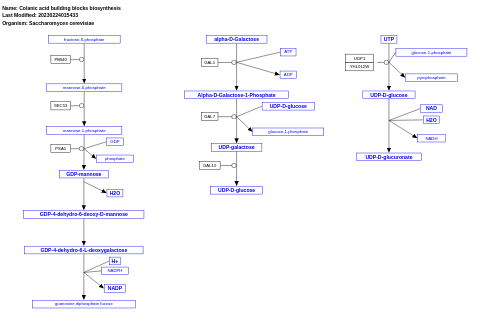 Name: Colanic acid building blocks biosynthesis
Last Modified: 20230224015433
Organism: Saccharomyces cerevisiae
fructose-6-phosphate
PMI40
mannose-6-phosphate
SEC53
mannose-1-phosphate
GDP
PSA1
phosphate
GDP-mannose
H2O
GDP-4-dehydro-6-deoxy-D-mannose
GDP-4-dehydro-6-L-deoxygalactose
H+
NADPH
NADP
guanosine diphosphate fucose
alpha-D-Galactose
ATP
GAL1
ADP
Alpha-D-Galactose-1-Phosphate
UDP-D-glucose
GAL7
glucose-1-phosphate
UDP-galactose
GAL10
UDP-D-glucose
UTP
glucose-1-phosphate
UGP1
YHL012W
pyrophosphate
UDP-D-glucose
NAD
H2O
NADH
UDP-D-glucuronate